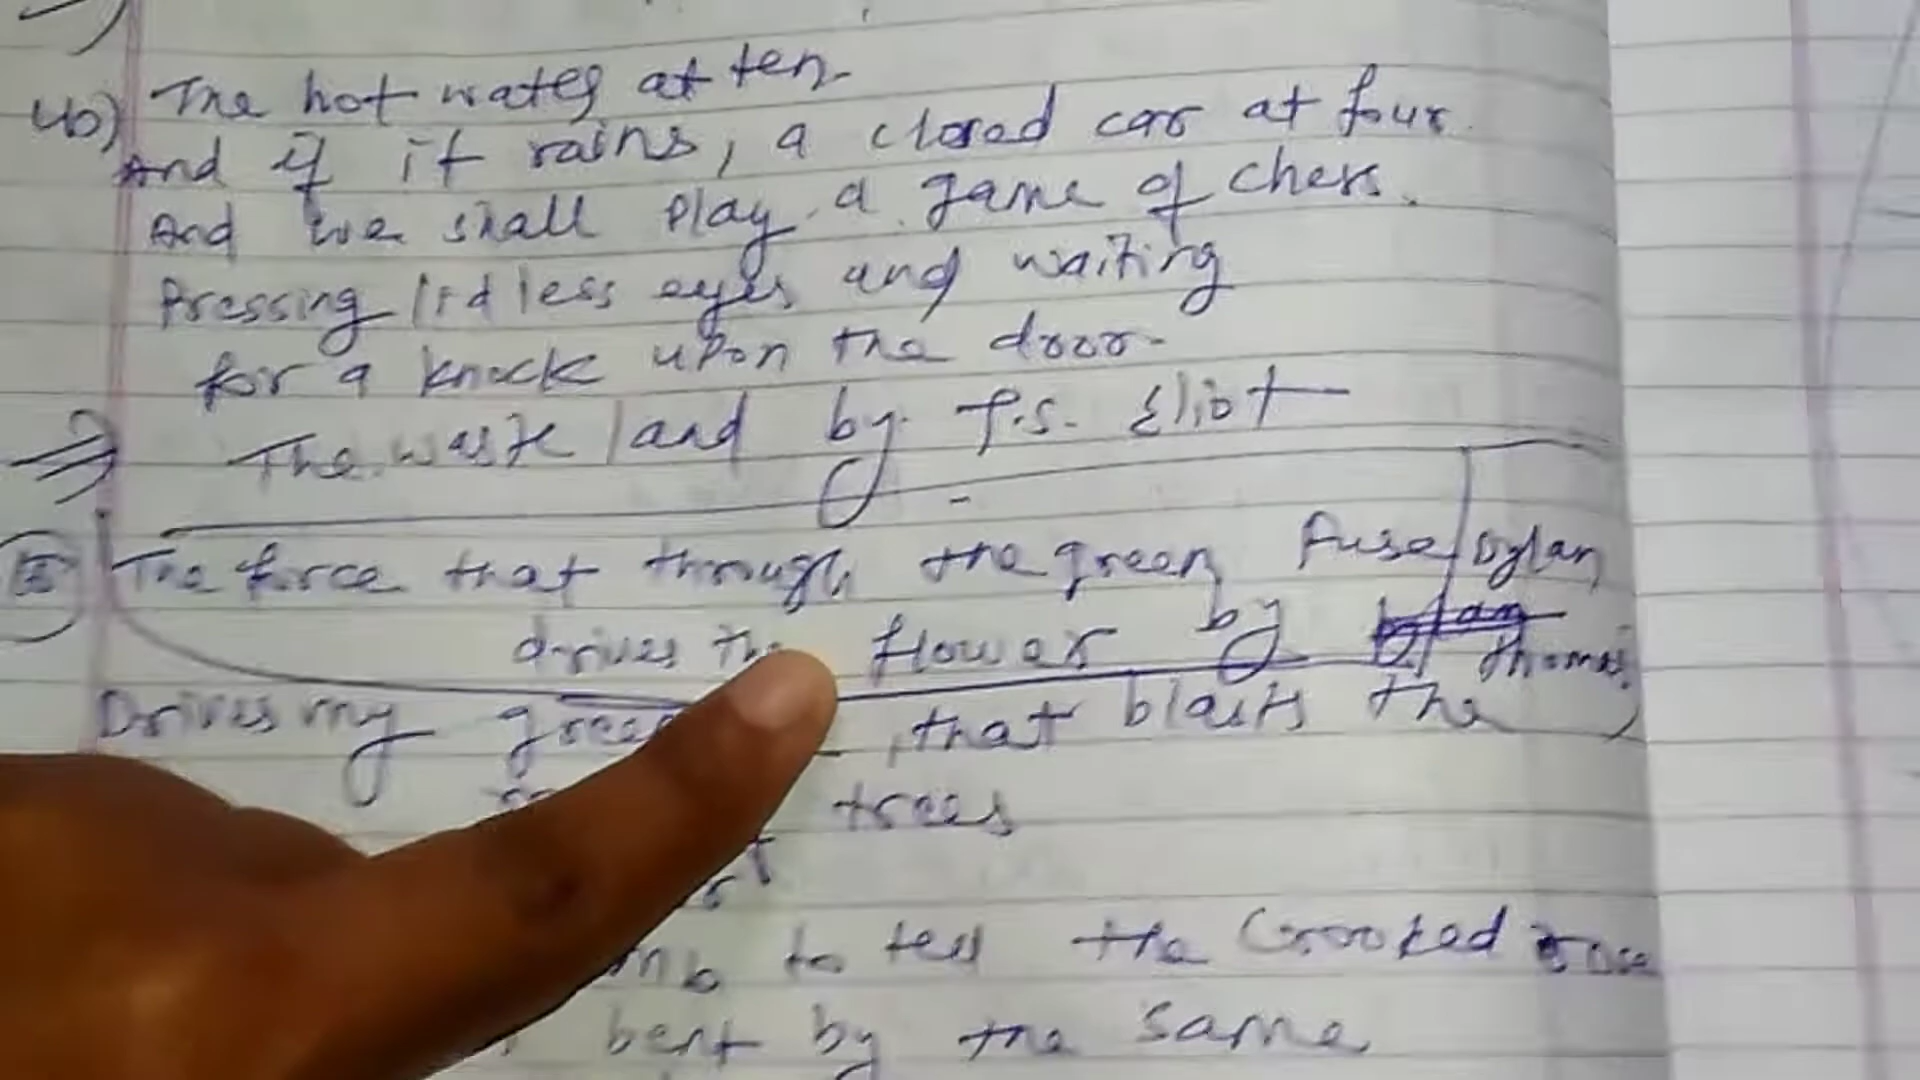 4b) The hot water at ten.
And if it rains, a closed car at four.
And we shall play a game of chess.
Pressing lidless eyes and waiting
for a knock upon the door.
The waste land by T.S. Eliot
The force that through the green Fuse Dylan
drives the flower by Thomas
Drives my green , that blasts the
trees
to tell the Crooked rose
bent by the same